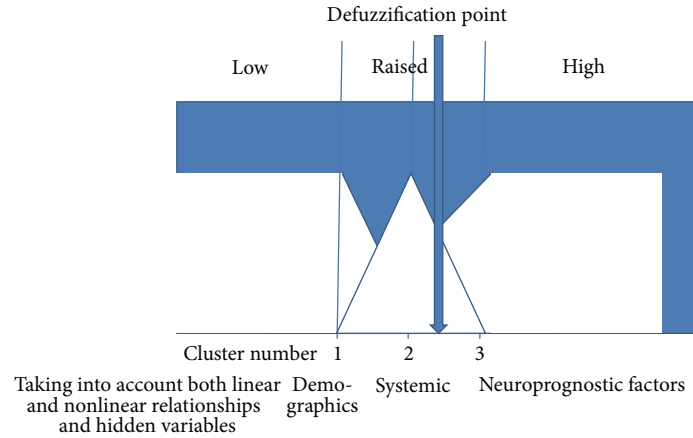 Defuzzification point
Low Raised High
Cluster number 1 2 3
Taking into account both linear
and nonlinear relationships
and hidden variables
Demo-
graphics
Systemic
Neuroprognostic factors